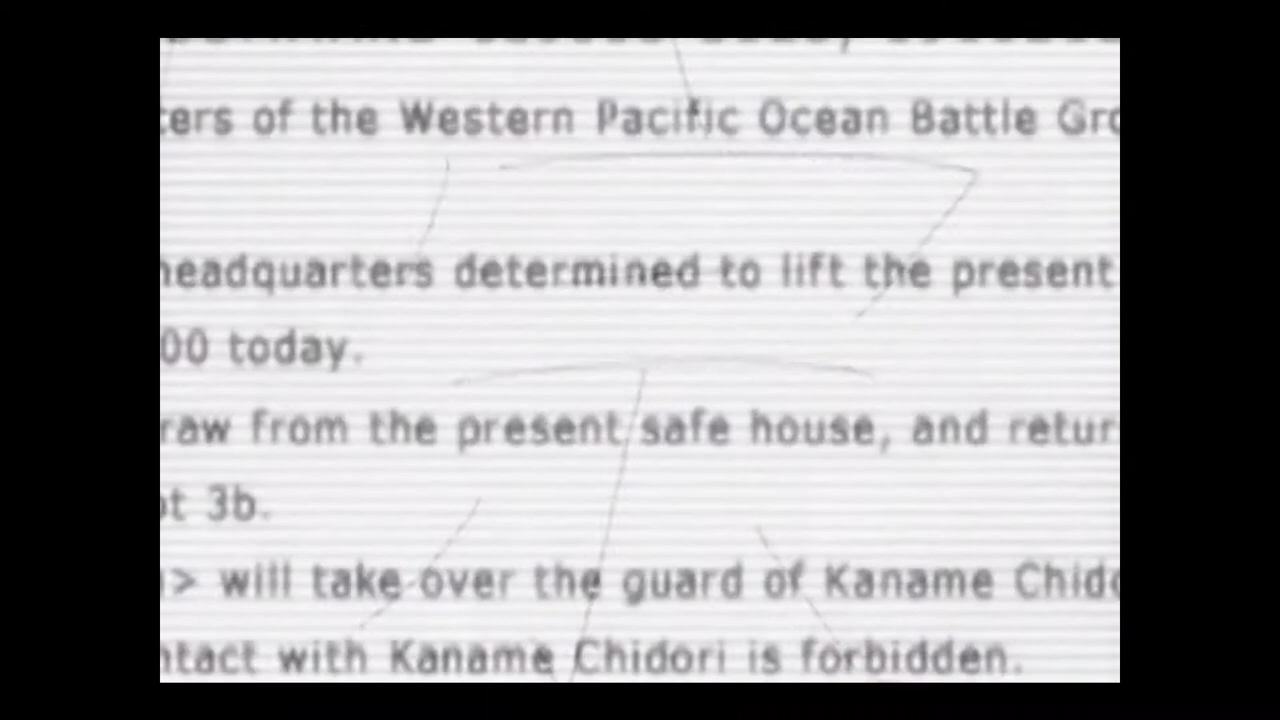 ters of the Western Pacific Ocean Battle Gro
headquarters determined to lift the present
00 today.
raw from the present safe house, and retur
ot 3b.
> will take over the guard of Kaname Chido
ntact with Kaname Chidori is forbidden.